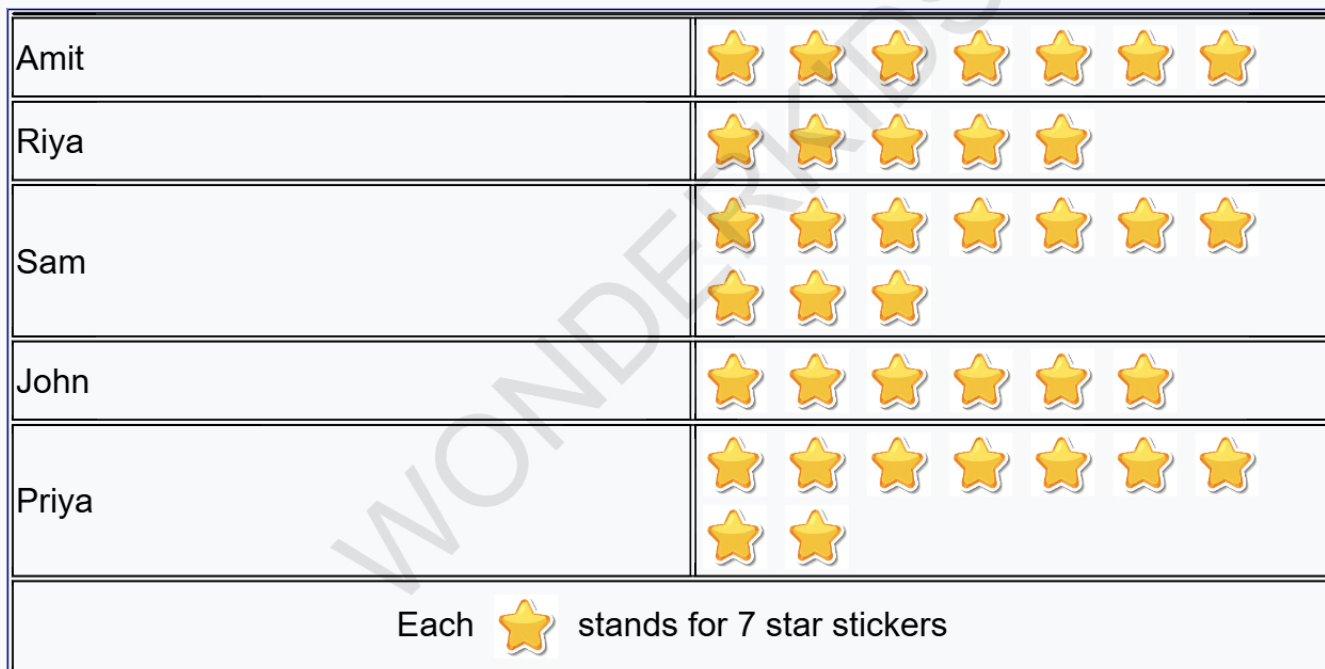 Amit
Riya
Sam
John
Priya
Each stands for 7 star stickers
WONDERKIDS